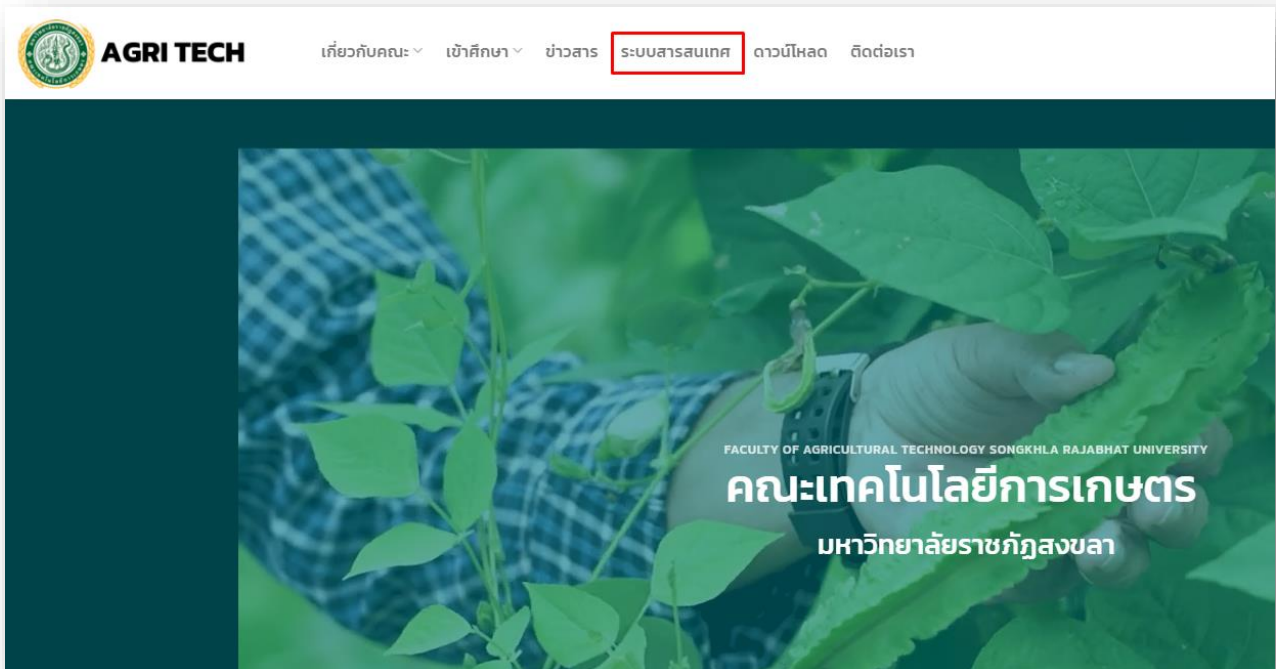 AGRI TECH
เกี่ยวกับคณะ เข้าศึกษา ข่าวสาร ระบบสารสนเทศ ดาวน์โหลด ติดต่อเรา
FACULTY OF AGRICULTURAL TECHNOLOGY SONGKHLA RAJABHAT UNIVERSITY
คณะเทคโนโลยีการเกษตร
มหาวิทยาลัยราชภัฏสงขลา